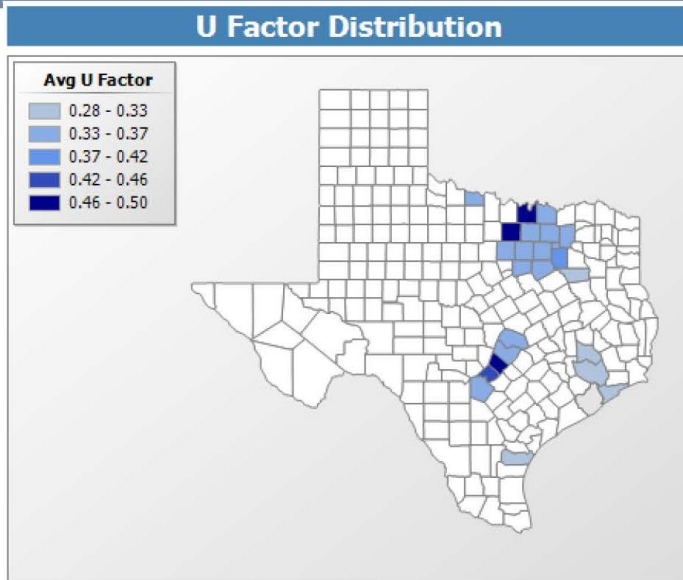 U Factor Distribution
Avg U Factor
0.28 - 0.33
0.33 - 0.37
0.37 - 0.42
0.42 - 0.46
0.46 - 0.50